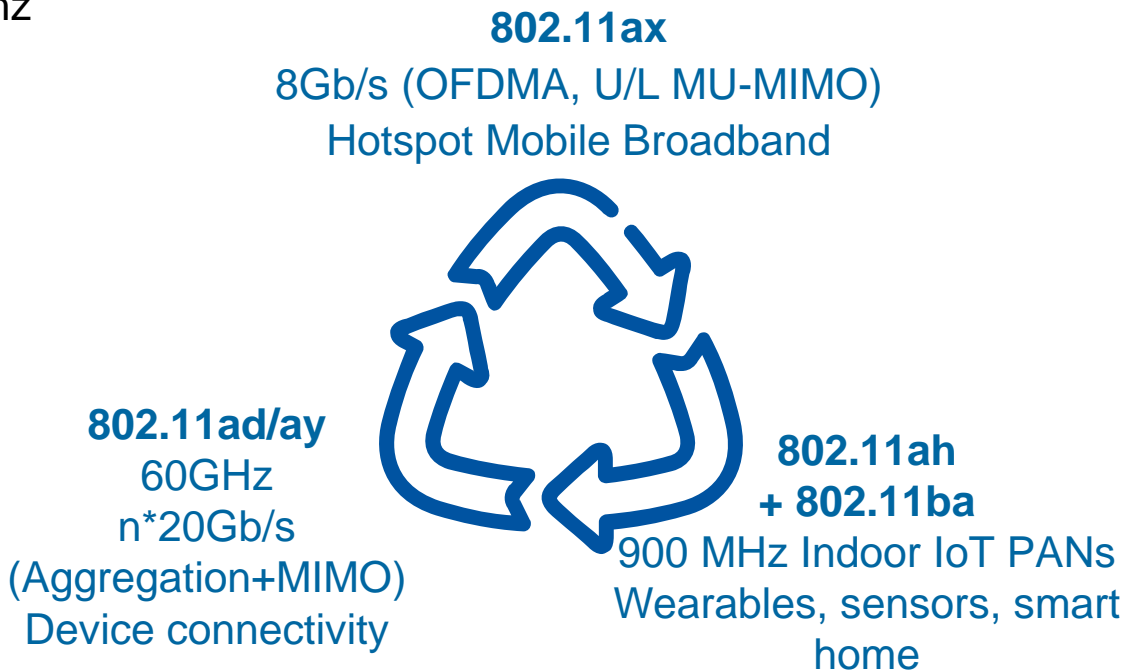 nz
802.11ax
8Gb/s (OFDMA, U/L MU-MIMO)
Hotspot Mobile Broadband
802.11ad/ay
60GHz
n*20Gb/s
(Aggregation+MIMO)
Device connectivity
802.11ah
+ 802.11ba
900 MHz Indoor IoT PANs
Wearables, sensors, smart
home